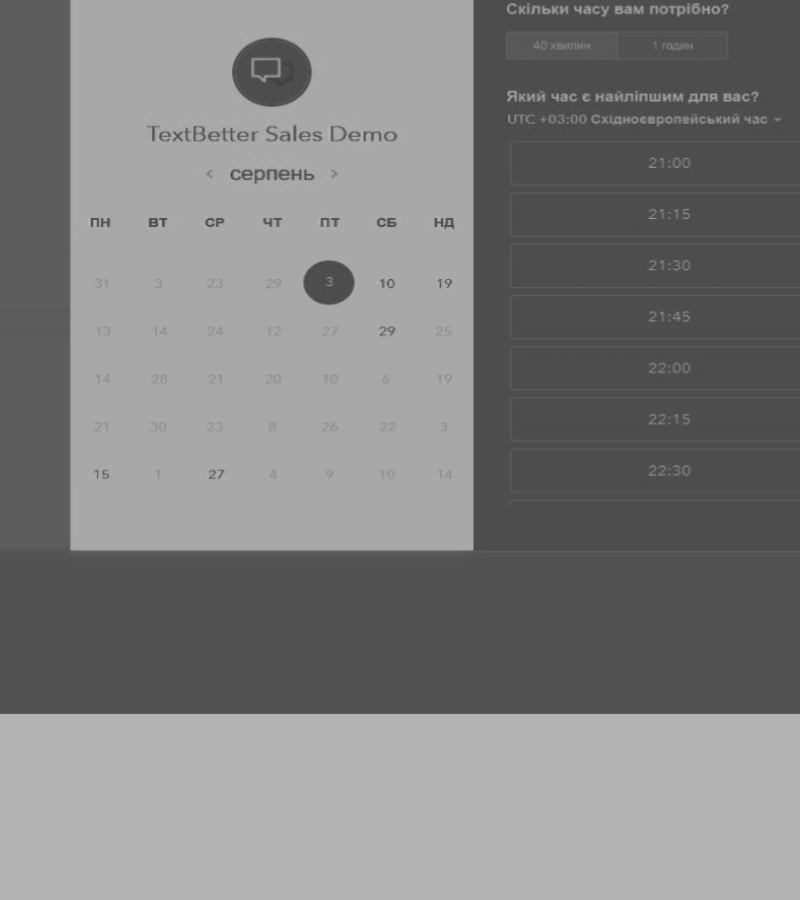 TextBetter Sales Demo
серпень
ПН ВТ СР ЧТ ПТ СБ НД
31 3 23 29 3 10 19
13 14 24 12 27 29 25
14 28 21 20 10 6 19
21 30 23 8 26 22 3
15 1 27 4 9 10 14
Скільки часу вам потрібно?
40 хвилин 1 годин
Який час є найліпшим для вас?
UTC +03:00 Східноєвропейський час
21:00
21:15
21:30
21:45
22:00
22:15
22:30